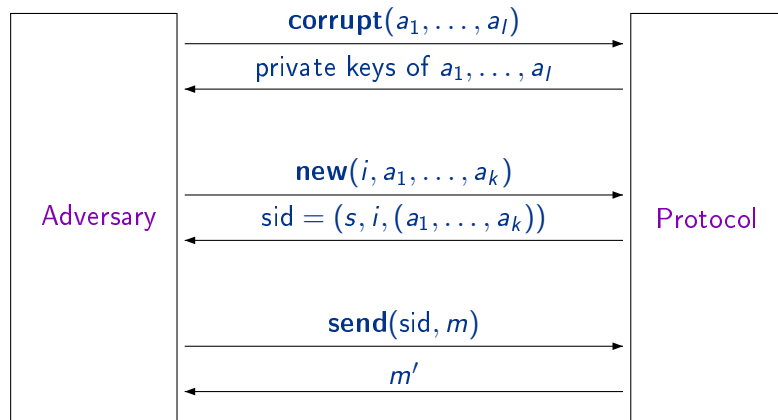 corrupt(a₁, . . . , aₗ)
private keys of a₁, . . . , aₗ
new(i, a₁, . . . , aₖ)
Adversary
sid = (s, i, (a₁, . . . , aₖ))
Protocol
send(sid, m)
m′